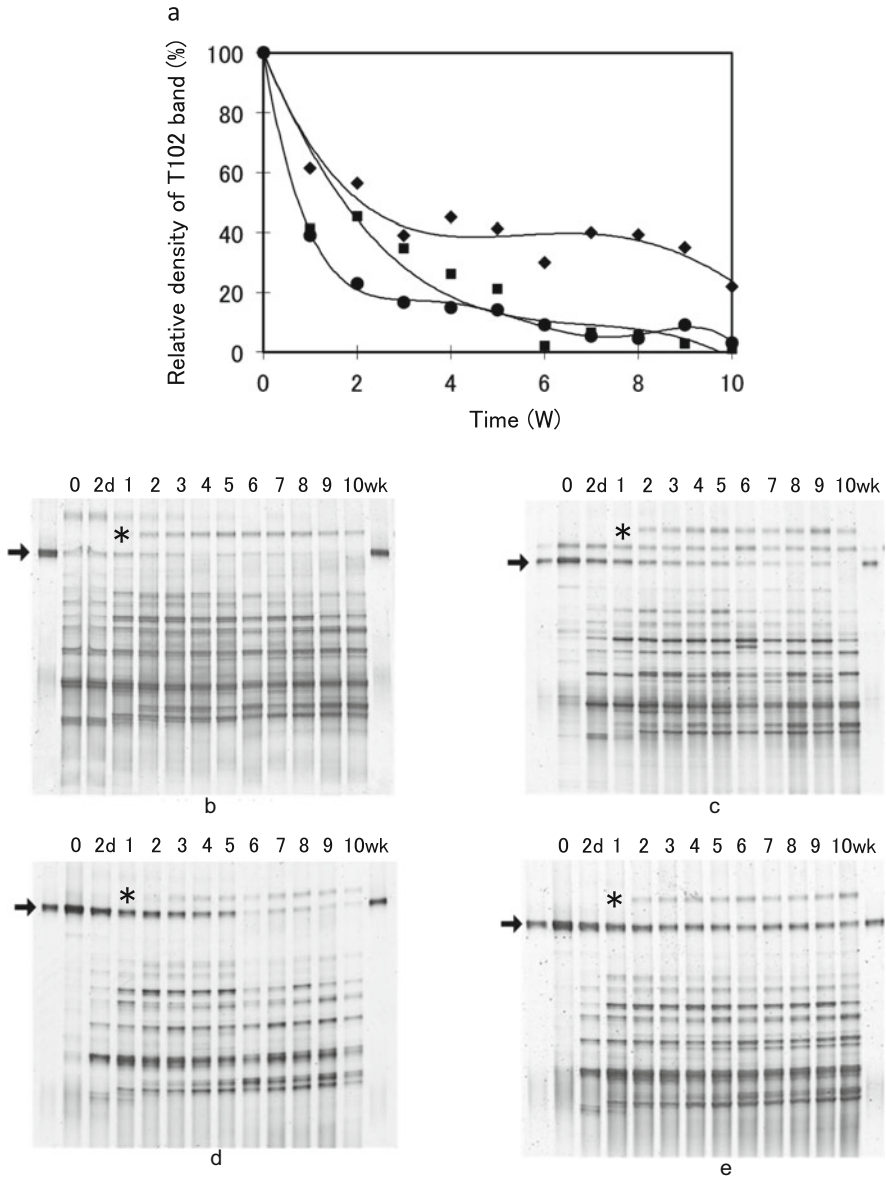 a
Relative density of T102 band (%)
100
80
60
40
20
0
0 2 4 6 8 10
Time (W)
0 2d 1 2 3 4 5 6 7 8 9 10wk
*
b
0 2d 1 2 3 4 5 6 7 8 9 10wk
*
c
0 2d 1 2 3 4 5 6 7 8 9 10wk
*
d
0 2d 1 2 3 4 5 6 7 8 9 10wk
*
e